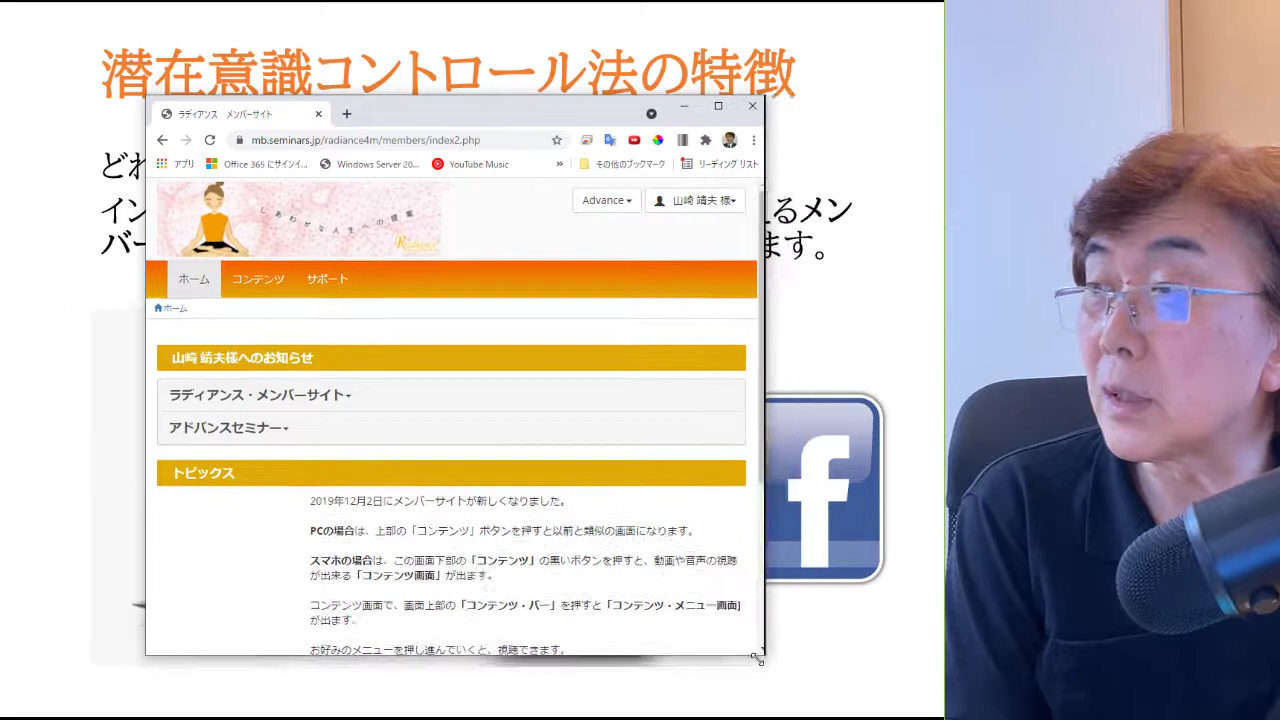 潜在意識コントロール法の特徴
ラディアンス メンバーサイト
mb.seminars.jp/radiance4m/members/index2.php
アプリ
Office 365 にサインイ...
Windows Server 20...
YouTube Music
»
その他のブックマーク
リーディング リスト
どれ
イン
えるメン
バー
ます。
しあわせな人生への提案
Radiance
Advance
山崎 靖夫 様
ホーム
コンテンツ
サポート
ホーム
山崎 靖夫様へのお知らせ
ラディアンス・メンバーサイト
アドバンスセミナー
トピックス
2019年12月2日にメンバーサイトが新しくなりました。
PCの場合は、上部の「コンテンツ」ボタンを押すと以前と類似の画面になります。
スマホの場合は、この画面下部の「コンテンツ」の黒いボタンを押すと、動画や音声の視聴
が出来る「コンテンツ画面」が出ます。
コンテンツ画面で、画面上部の「コンテンツ・バー」を押すと「コンテンツ・メニュー画面]
が出ます。
お好みのメニューを押し進んでいくと、視聴できます。
f